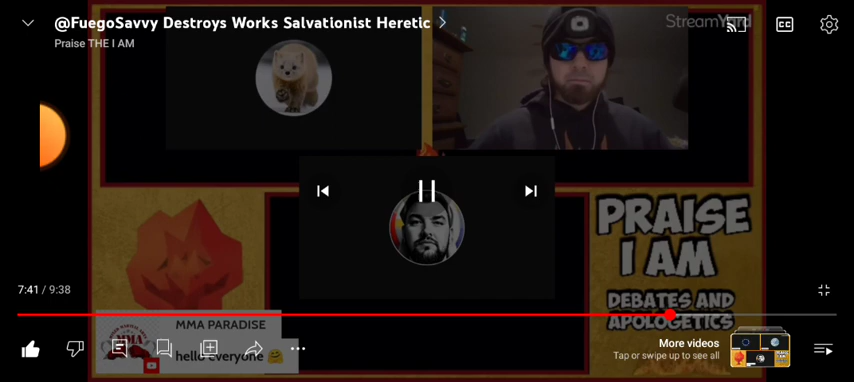 @FuegoSavvy Destroys Works Salvationist Heretic
Praise THE I AM
StreamYard
CC
PRAISE
I AM
DEBATES AND
APOLOGETICS
7:41 / 9:38
MMA PARADISE
hello everyone 🤗
More videos
Tap or swipe up to see all